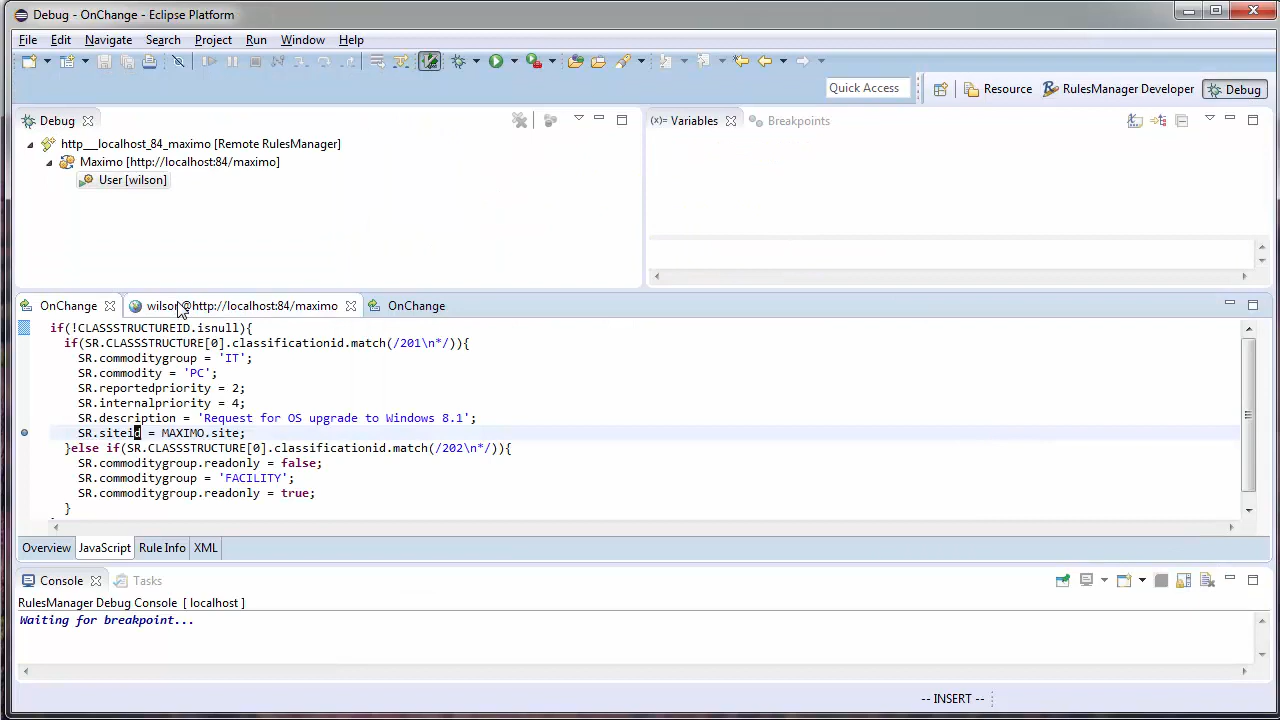 Debug - OnChange - Eclipse Platform
File Edit Navigate Search Project Run Window Help
Quick Access Resource RulesManager Developer Debug
Debug
(x)= Variables Breakpoints
http__localhost_84_maximo [Remote RulesManager]
Maximo [http://localhost:84/maximo]
User [wilson]
OnChange wilson@http://localhost:84/maximo OnChange
if(!CLASSSTRUCTUREID.isnull){
if(SR.CLASSSTRUCTURE[0].classificationid.match(/201\n*/)){
SR.commoditygroup = 'IT';
SR.commodity = 'PC';
SR.reportedpriority = 2;
SR.internalpriority = 4;
SR.description = 'Request for OS upgrade to Windows 8.1';
SR.siteid = MAXIMO.site;
}else if(SR.CLASSSTRUCTURE[0].classificationid.match(/202\n*/)){
SR.commoditygroup.readonly = false;
SR.commoditygroup = 'FACILITY';
SR.commoditygroup.readonly = true;
}
Overview JavaScript Rule Info XML
Console Tasks
RulesManager Debug Console [ localhost ]
Waiting for breakpoint...
-- INSERT --